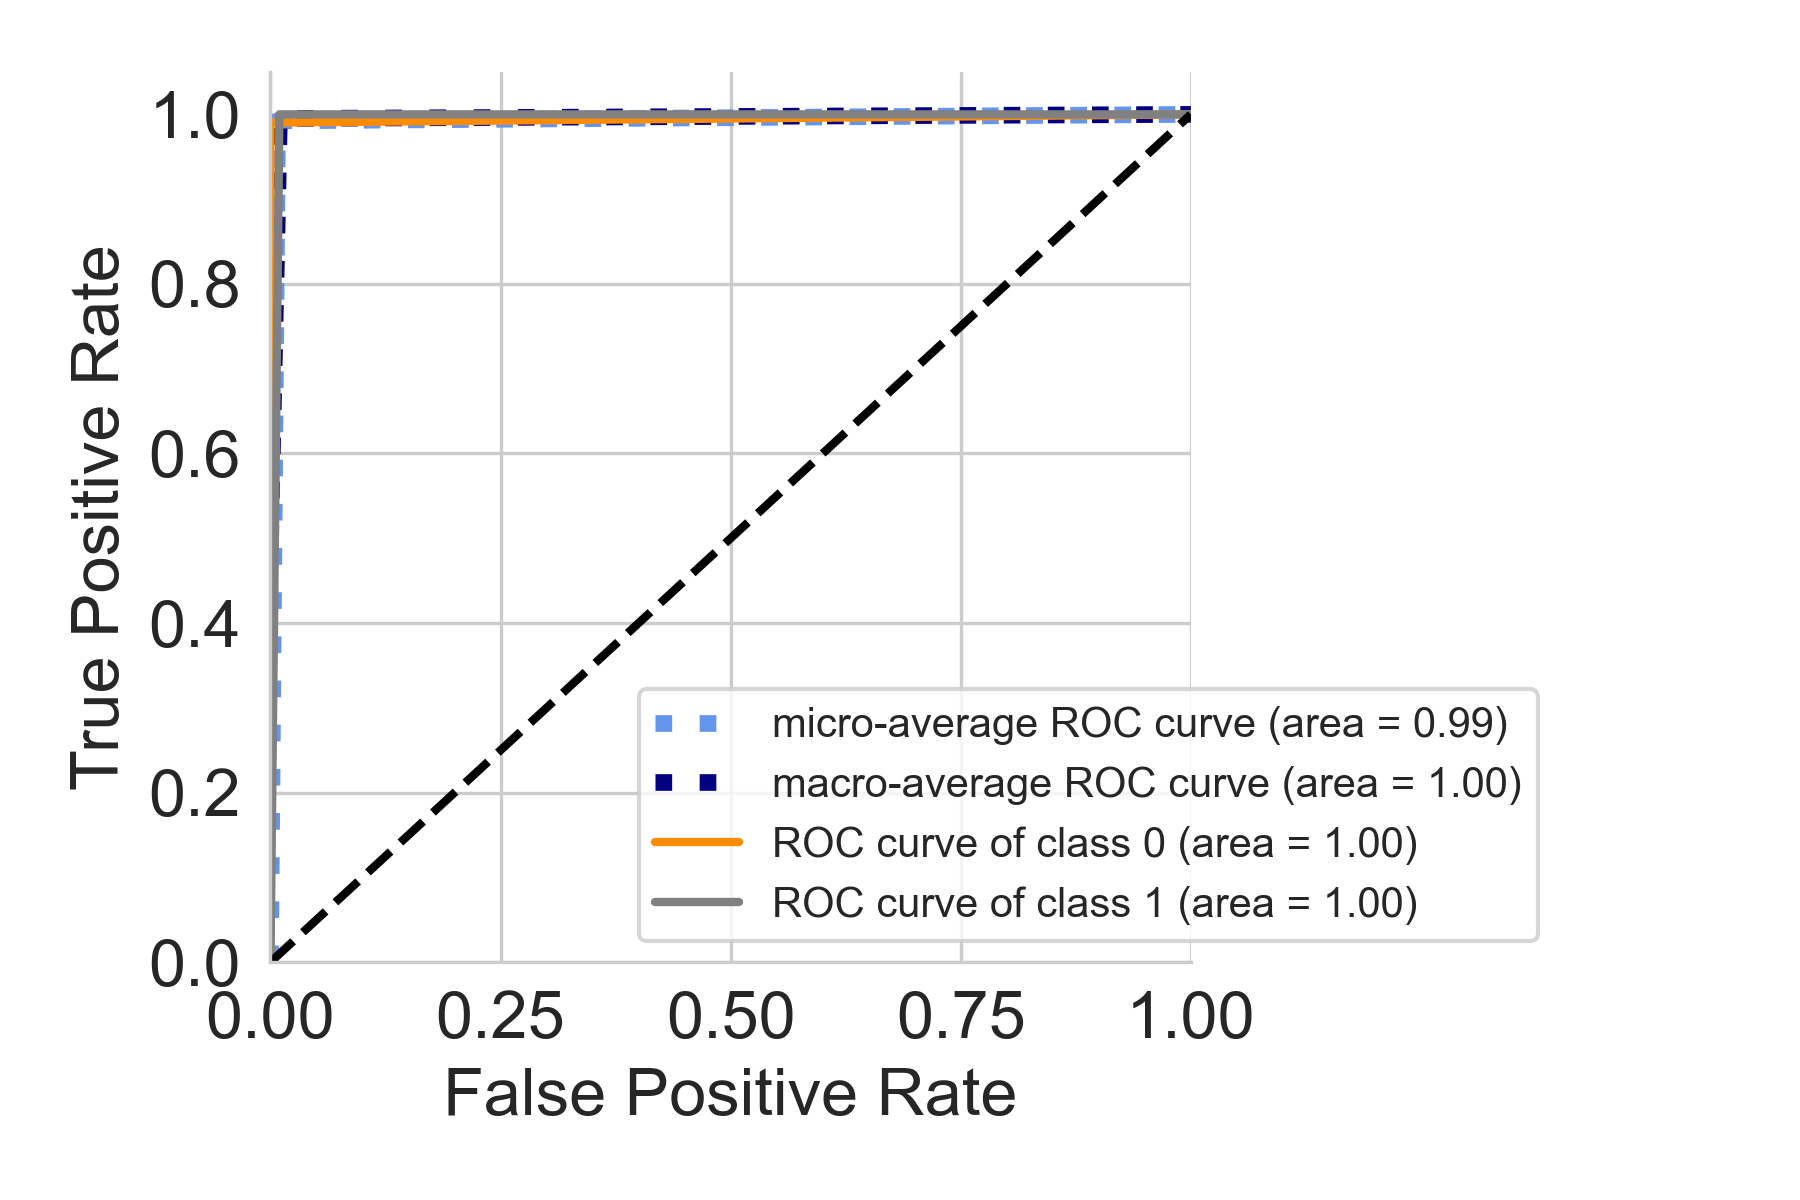 True Positive Rate
1.0
0.8
0.6
0.4
0.2
0.0
0.00 0.25 0.50 0.75 1.00
False Positive Rate
micro-average ROC curve (area = 0.99)
macro-average ROC curve (area = 1.00)
ROC curve of class 0 (area = 1.00)
ROC curve of class 1 (area = 1.00)